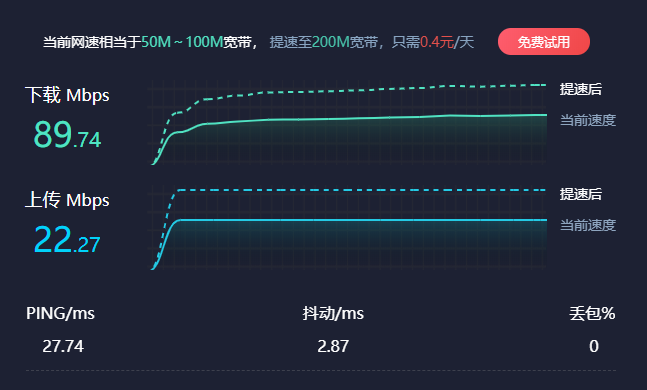 当前网速相当于50M~100M宽带， 提速至200M宽带，只需0.4元/天 免费试用
下载 Mbps
89.74
提速后
当前速度
上传 Mbps
22.27
提速后
当前速度
PING/ms 抖动/ms 丢包%
27.74 2.87 0